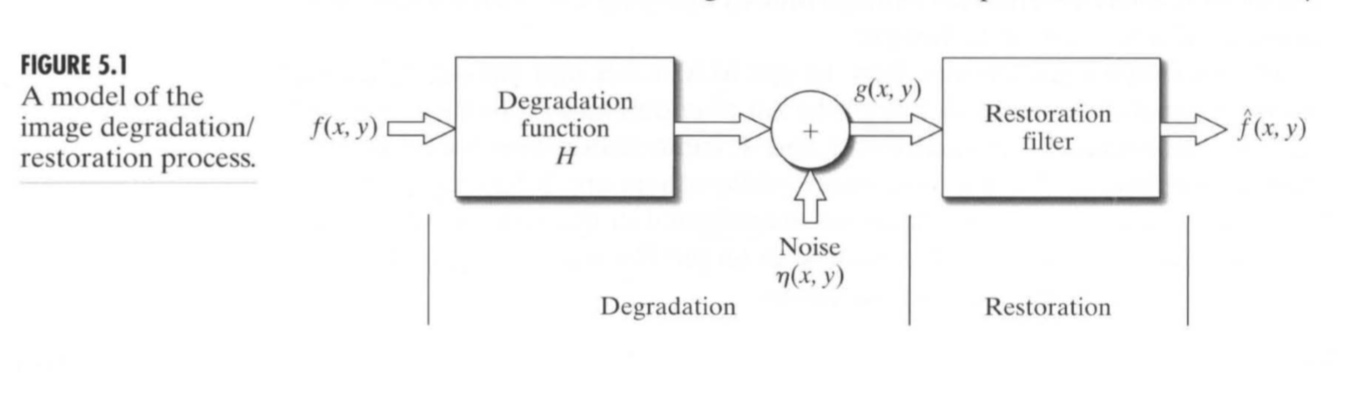 FIGURE 5.1
A model of the
image degradation/
restoration process.
f(x, y)
Degradation
function
H
+
g(x, y)
Restoration
filter
f̂(x, y)
Noise
η(x, y)
Degradation
Restoration